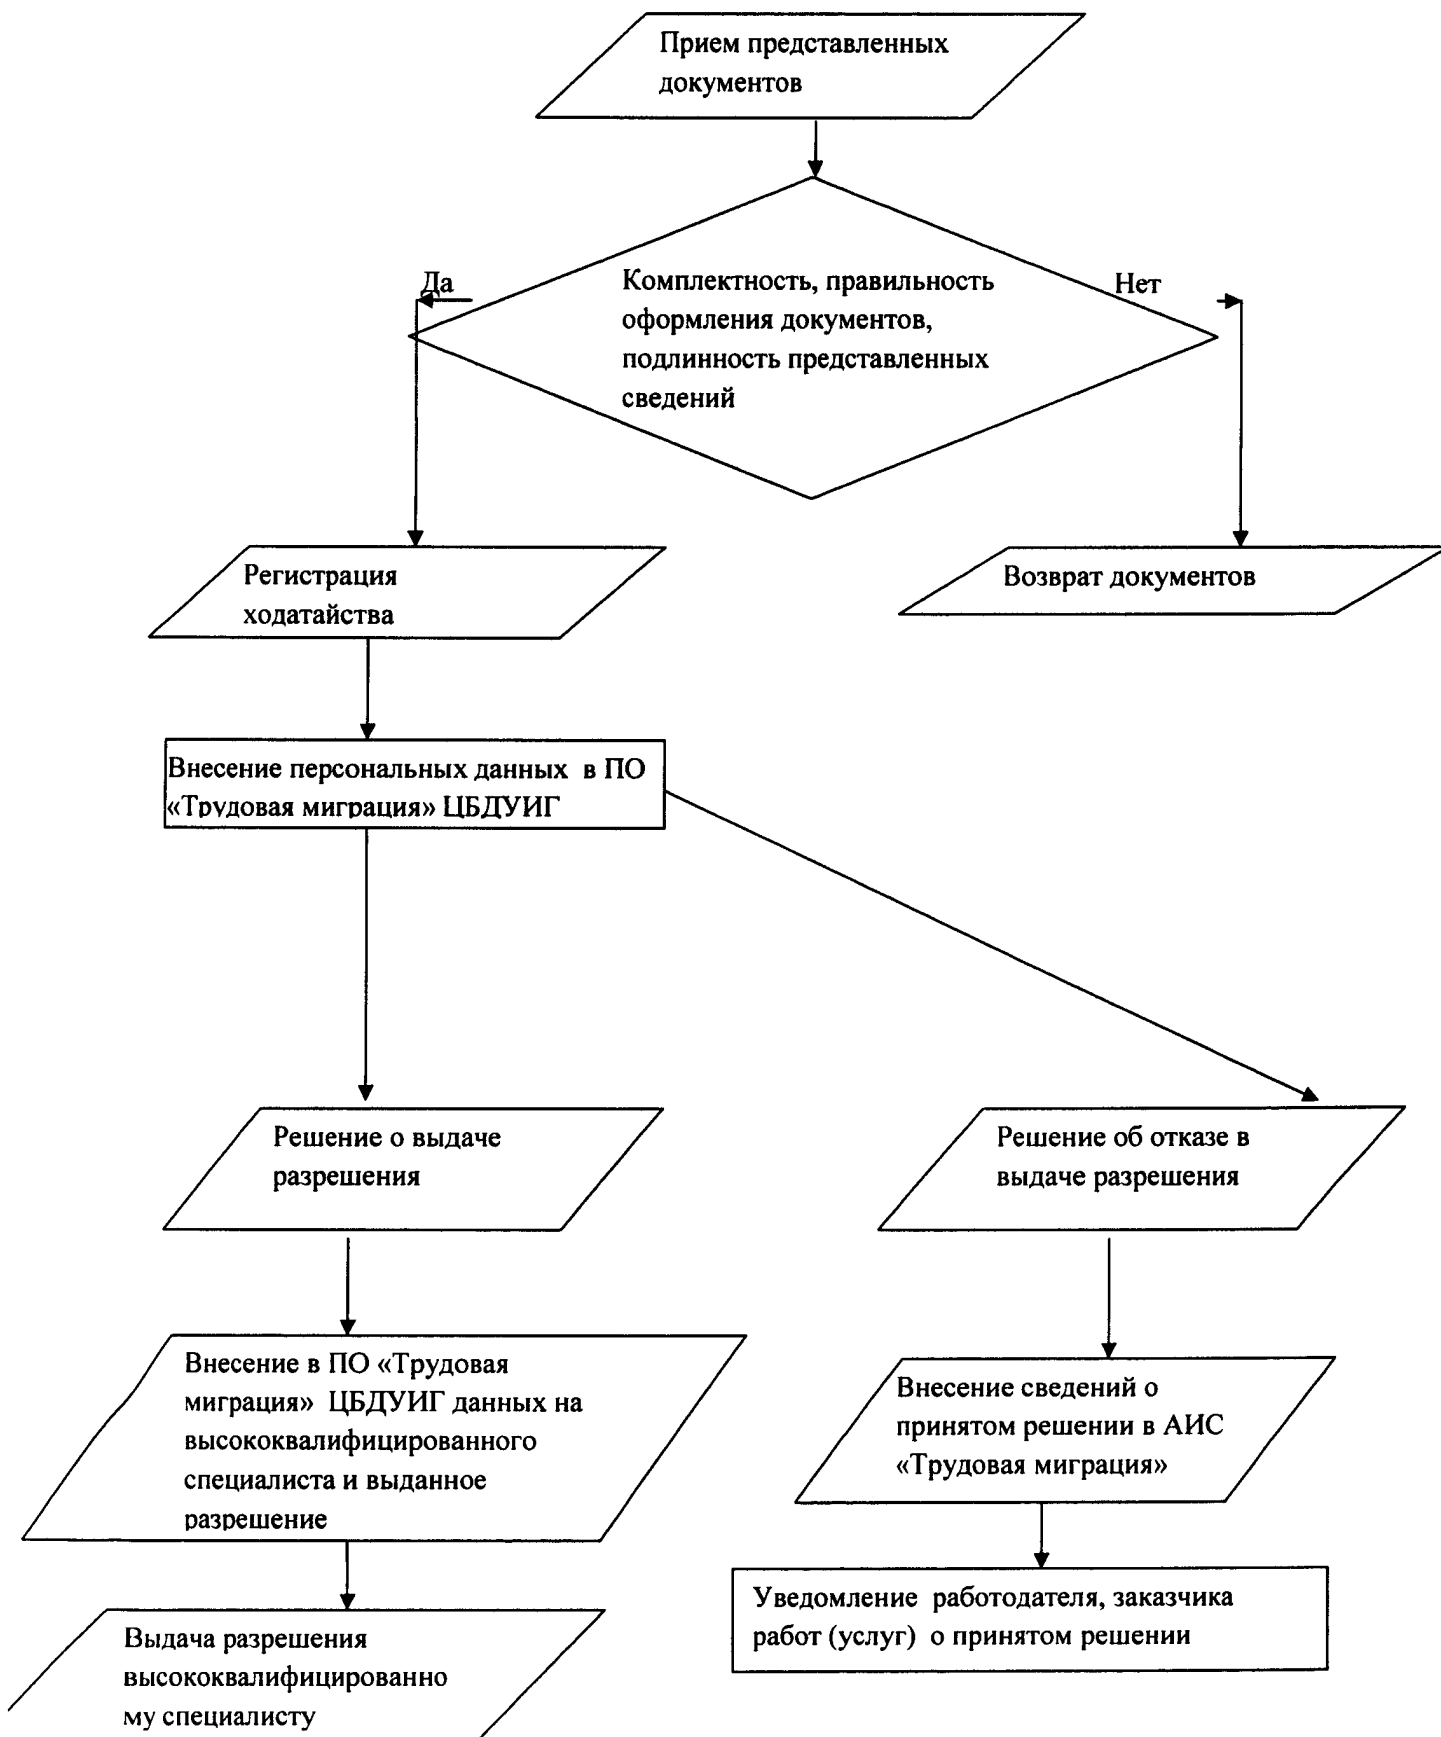 Прием представленных
документов
Да
Нет
Комплектность, правильность
оформления документов,
подлинность представленных
сведений
Регистрация
ходатайства
Возврат документов
Внесение персональных данных в ПО
«Трудовая миграция» ЦБДУИГ
Решение о выдаче
разрешения
Решение об отказе в
выдаче разрешения
Внесение в ПО «Трудовая
миграция» ЦБДУИГ данных на
высококвалифицированного
специалиста и выданное
разрешение
Внесение сведений о
принятом решении в АИС
«Трудовая миграция»
Уведомление работодателя, заказчика
работ (услуг) о принятом решении
Выдача разрешения
высококвалифицированно
му специалисту